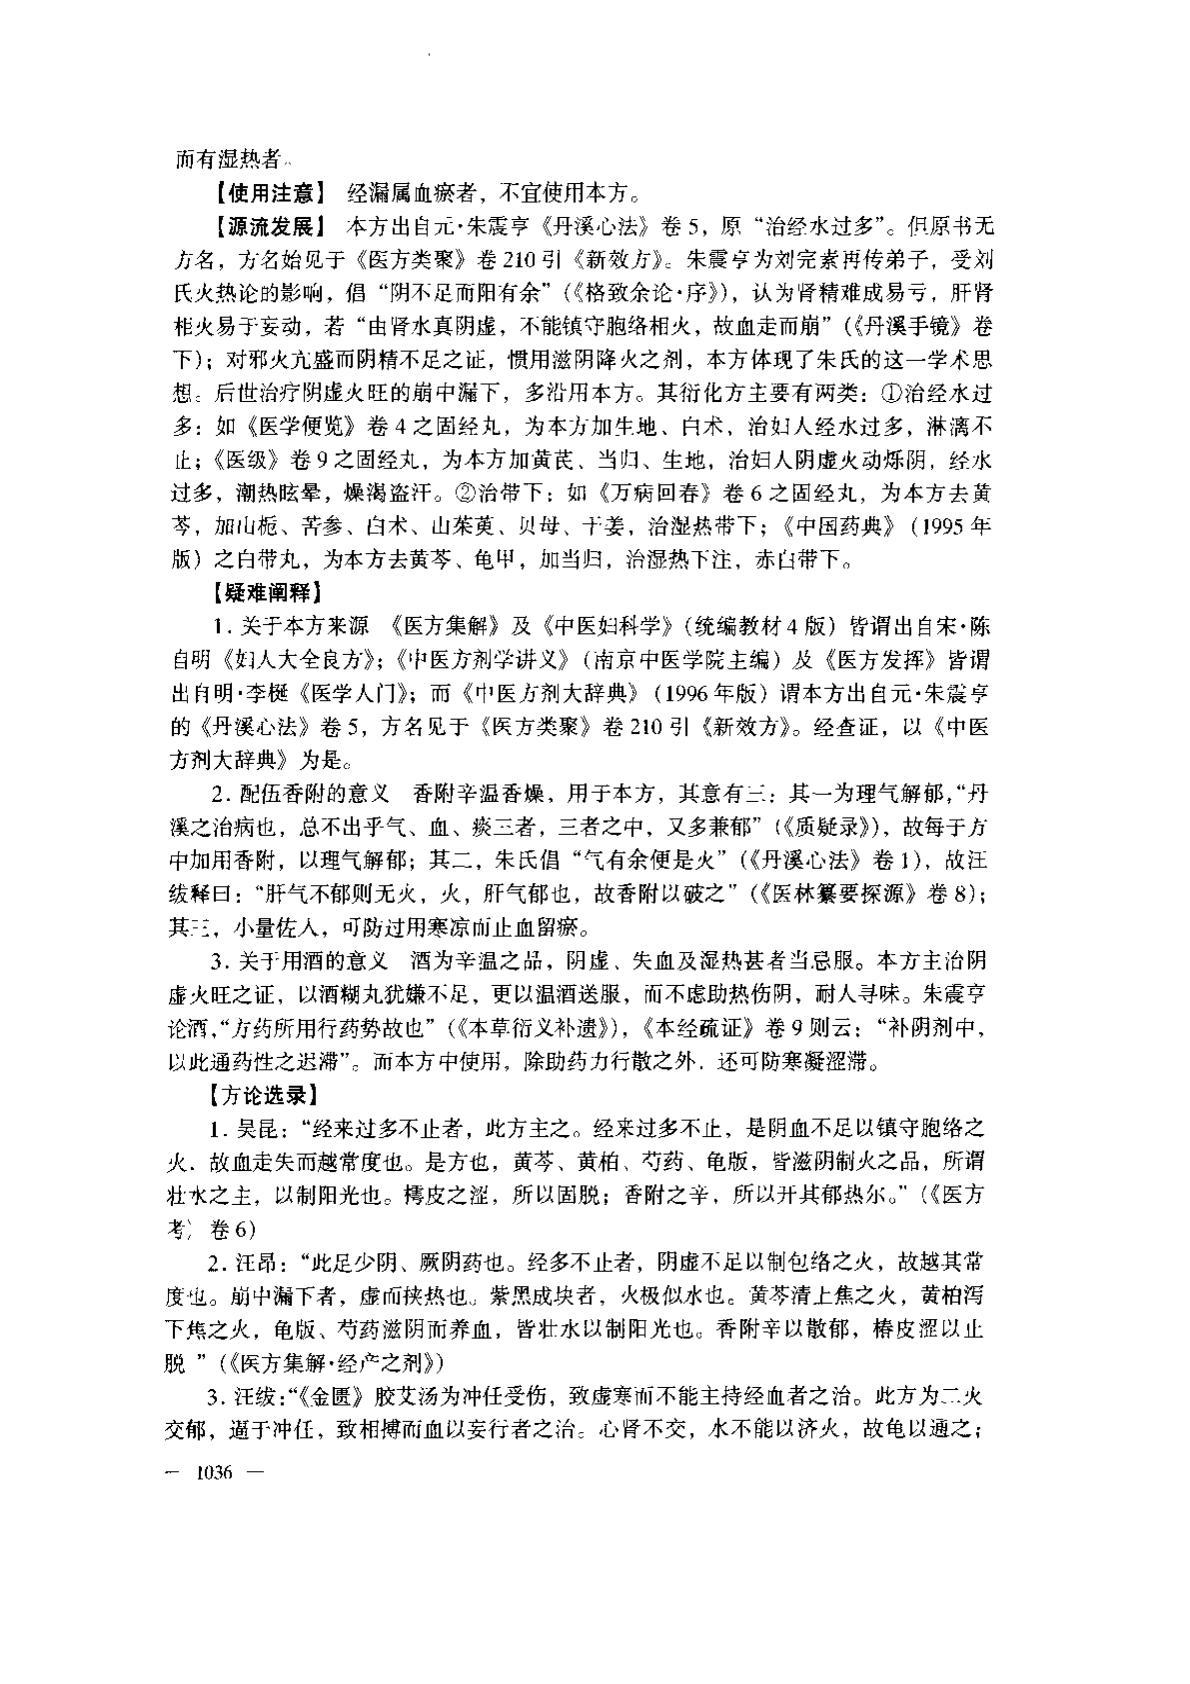 而有湿热者。
【使用注意】 经漏属血瘀者，不宜使用本方。
【源流发展】 本方出自元·朱震亨《丹溪心法》卷5，原“治经水过多”。但原书无
方名，方名始见于《医方类聚》卷210引《新效方》。朱震亨为刘完素再传弟子，受刘
氏火热论的影响，倡“阴不足而阳有余”（《格致余论·序》），认为肾精难成易亏，肝肾
相火易于妄动，若“由肾水真阴虚，不能镇守胞络相火，故血走而崩”（《丹溪手镜》卷
下）；对邪火亢盛而阴精不足之证，惯用滋阴降火之剂，本方体现了朱氏的这一学术思
想。后世治疗阴虚火旺的崩中漏下，多沿用本方。其衍化方主要有两类：①治经水过
多：如《医学便览》卷4之固经丸，为本方加生地、白术，治妇人经水过多，淋漓不
止；《医级》卷9之固经丸，为本方加黄芪、当归、生地，治妇人阴虚火动烁阴，经水
过多，潮热眩晕，燥渴盗汗。②治带下：如《万病回春》卷6之固经丸，为本方去黄
芩，加山栀、苦参、白术、山茱萸、贝母、干姜，治湿热带下；《中国药典》（1995年
版）之白带丸，为本方去黄芩、龟甲，加当归，治湿热下注，赤白带下。
【疑难阐释】
1. 关于本方来源 《医方集解》及《中医妇科学》（统编教材4版）皆谓出自宋·陈
自明《妇人大全良方》；《中医方剂学讲义》（南京中医学院主编）及《医方发挥》皆谓
出自明·李梴《医学入门》；而《中医方剂大辞典》（1996年版）谓本方出自元·朱震亨
的《丹溪心法》卷5，方名见于《医方类聚》卷210引《新效方》。经查证，以《中医
方剂大辞典》为是。
2. 配伍香附的意义 香附辛温香燥，用于本方，其意有三：其一为理气解郁，“丹
溪之治病也，总不出乎气、血、痰三者，三者之中，又多兼郁”（《质疑录》），故每于方
中加用香附，以理气解郁；其二，朱氏倡“气有余便是火”（《丹溪心法》卷1），故汪
绂释曰：“肝气不郁则无火，火，肝气郁也，故香附以破之”（《医林纂要探源》卷8）；
其三，小量佐入，可防过用寒凉而止血留瘀。
3. 关于用酒的意义 酒为辛温之品，阴虚、失血及湿热甚者当忌服。本方主治阴
虚火旺之证，以酒糊丸犹嫌不足，更以温酒送服，而不虑助热伤阴，耐人寻味。朱震亨
论酒，“方药所用行药势故也”（《本草衍义补遗》），《本经疏证》卷9则云：“补阴剂中，
以此通药性之迟滞”。而本方中使用，除助药力行散之外，还可防寒凝涩滞。
【方论选录】
1. 吴昆：“经来过多不止者，此方主之。经来过多不止，是阴血不足以镇守胞络之
火，故血走失而越常度也。是方也，黄芩、黄柏、芍药、龟版，皆滋阴制火之品，所谓
壮水之主，以制阳光也。樗皮之涩，所以固脱；香附之辛，所以开其郁热尔。”（《医方
考》卷6）
2. 汪昂：“此足少阴、厥阴药也。经多不止者，阴虚不足以制包络之火，故越其常
度也。崩中漏下者，虚而挟热也。紫黑成块者，火极似水也。黄芩清上焦之火，黄柏泻
下焦之火，龟版、芍药滋阴而养血，皆壮水以制阳光也。香附辛以散郁，椿皮涩以止
脱 ”（《医方集解·经产之剂》）
3. 汪绂：“《金匮》胶艾汤为冲任受伤，致虚寒而不能主持经血者之治。此方为二火
交郁，逼于冲任，致相搏而血以妄行者之治。心肾不交，水不能以济火，故龟以通之；
— 1036 —